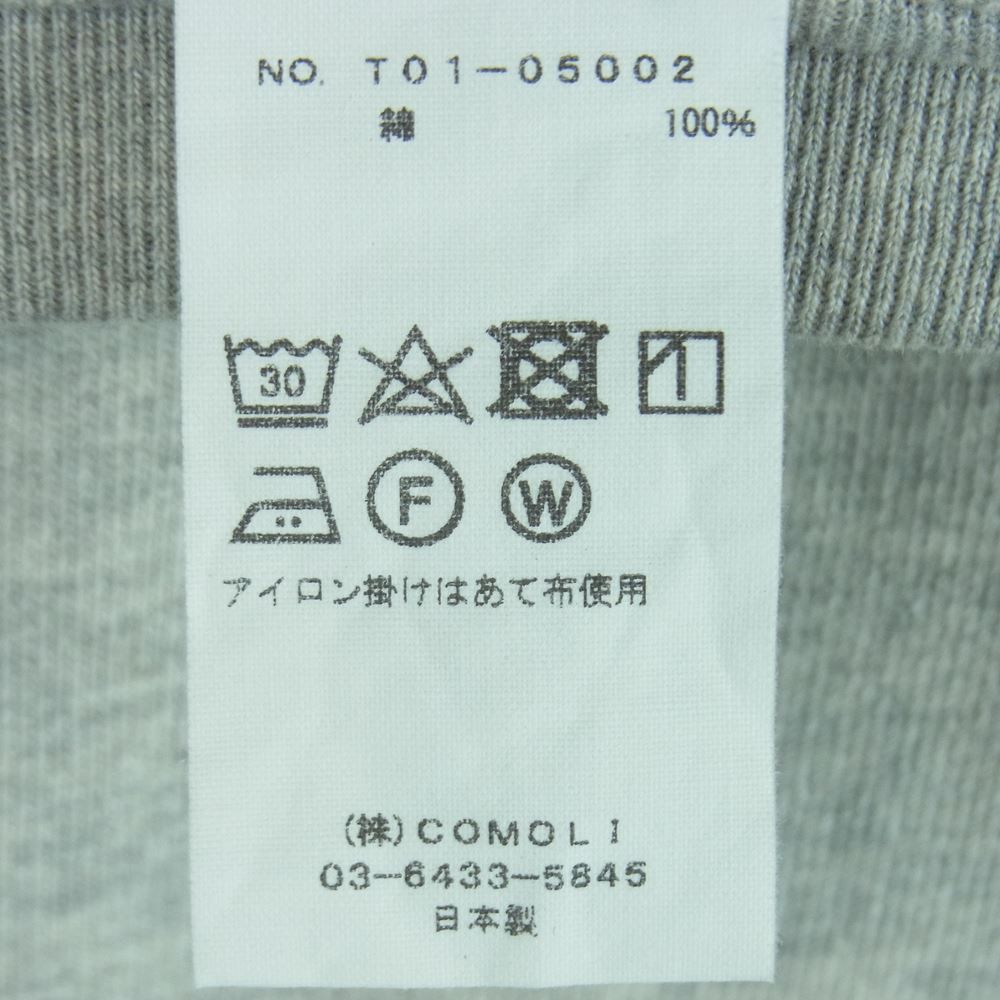 NO. T01-05002
綿 100%
30
F W
アイロン掛けはあて布使用
(株)COMOLI
03-6433-5845
日本製